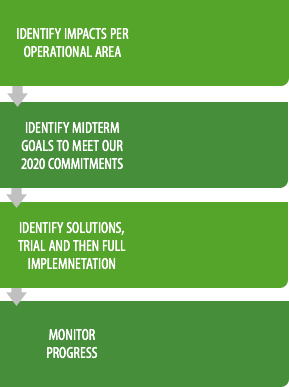 IDENTIFY IMPACTS PER
OPERATIONAL AREA
IDENTIFY MIDTERM
GOALS TO MEET OUR
2020 COMMITMENTS
IDENTIFY SOLUTIONS,
TRIAL AND THEN FULL
IMPLEMNETATION
MONITOR
PROGRESS